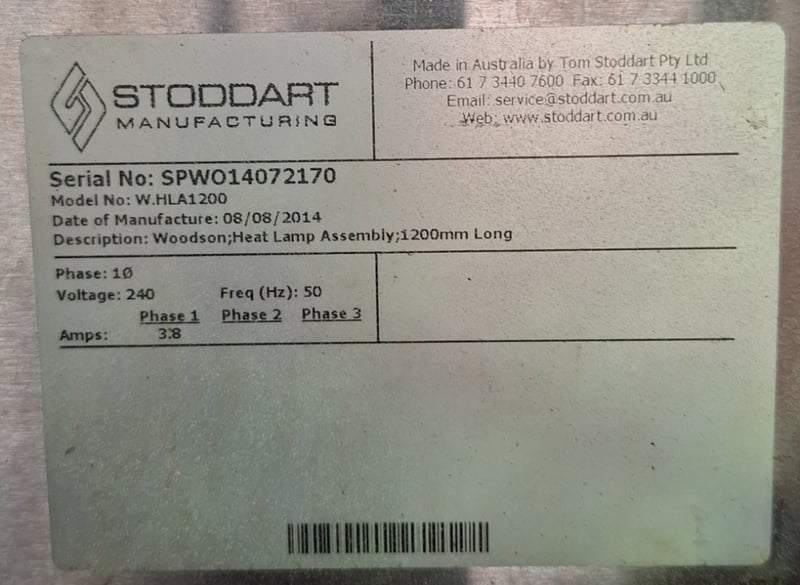 STODDART
MANUFACTURING
Made in Australia by Tom Stoddart Pty Ltd
Phone: 61 7 3440 7600 Fax: 61 7 3344 1000
Email: service@stoddart.com.au
Web: www.stoddart.com.au
Serial No: SPWO14072170
Model No: W.HLA1200
Date of Manufacture: 08/08/2014
Description: Woodson;Heat Lamp Assembly;1200mm Long
Phase: 1Ø
Voltage: 240 Freq (Hz): 50
Phase 1 Phase 2 Phase 3
Amps: 3.8